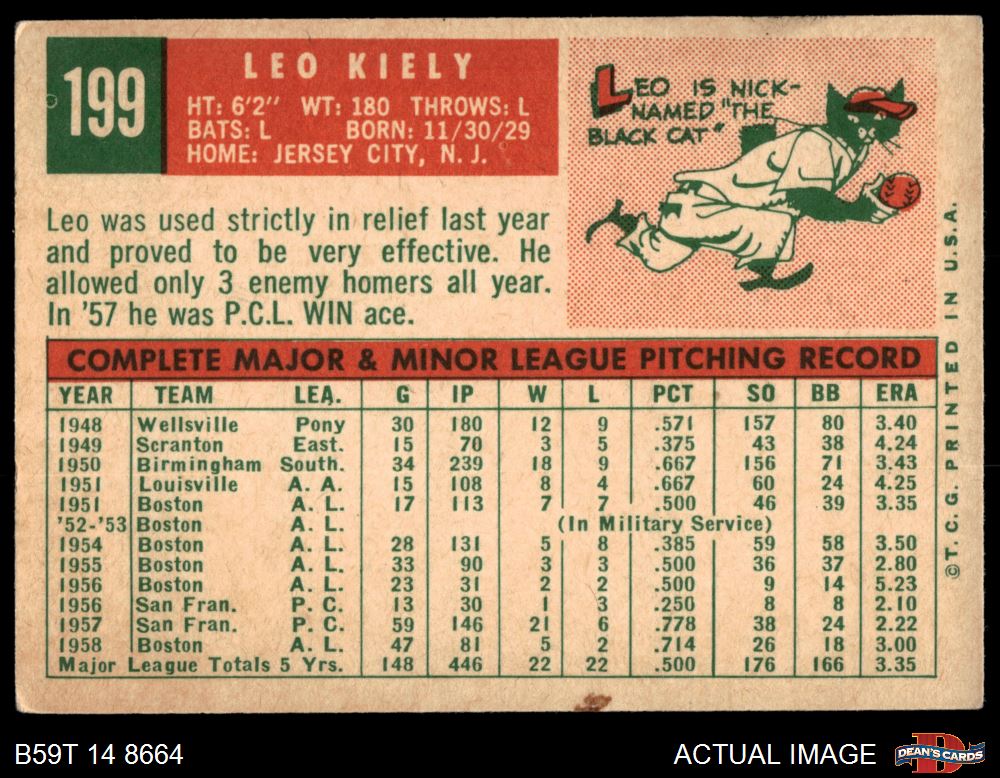 199
LEO KIELY
HT: 6'2" WT: 180 THROWS: L
BATS: L BORN: 11/30/29
HOME: JERSEY CITY, N. J.
LEO IS NICK-
NAMED "THE
BLACK CAT"
Leo was used strictly in relief last year
and proved to be very effective. He
allowed only 3 enemy homers all year.
In '57 he was P.C.L. WIN ace.
COMPLETE MAJOR & MINOR LEAGUE PITCHING RECORD
YEAR TEAM LEA. G IP W L PCT SO BB ERA
1948 Wellsville Pony 30 180 12 9 .571 157 80 3.40
1949 Scranton East. 15 70 3 5 .375 43 38 4.24
1950 Birmingham South. 34 239 18 9 .667 156 71 3.43
1951 Louisville A. A. 15 108 8 4 .667 60 24 4.25
1951 Boston A. L. 17 113 7 7 .500 46 39 3.35
'52-'53 Boston A. L. (In Military Service)
1954 Boston A. L. 28 131 5 8 .385 59 58 3.50
1955 Boston A. L. 33 90 3 3 .500 36 37 2.80
1956 Boston A. L. 23 31 2 2 .500 9 14 5.23
1956 San Fran. P. C. 13 30 1 3 .250 8 8 2.10
1957 San Fran. P. C. 59 146 21 6 .778 38 24 2.22
1958 Boston A. L. 47 81 5 2 .714 26 18 3.00
Major League Totals 5 Yrs. 148 446 22 22 .500 176 166 3.35
©T. C. G. PRINTED IN U.S.A.
B59T 14 8664
ACTUAL IMAGE
D
DEAN'S CARDS